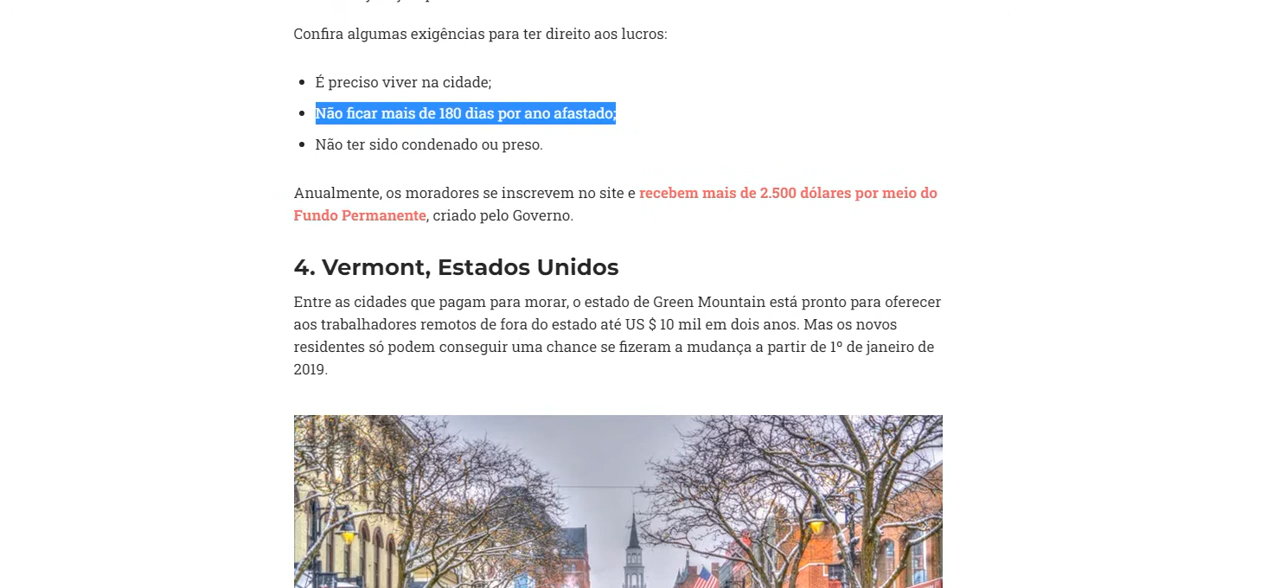 Confira algumas exigências para ter direito aos lucros:
É preciso viver na cidade;
Não ficar mais de 180 dias por ano afastado;
Não ter sido condenado ou preso.
Anualmente, os moradores se inscrevem no site e recebem mais de 2.500 dólares por meio do
Fundo Permanente, criado pelo Governo.
4. Vermont, Estados Unidos
Entre as cidades que pagam para morar, o estado de Green Mountain está pronto para oferecer
aos trabalhadores remotos de fora do estado até US $ 10 mil em dois anos. Mas os novos
residentes só podem conseguir uma chance se fizeram a mudança a partir de 1º de janeiro de
2019.